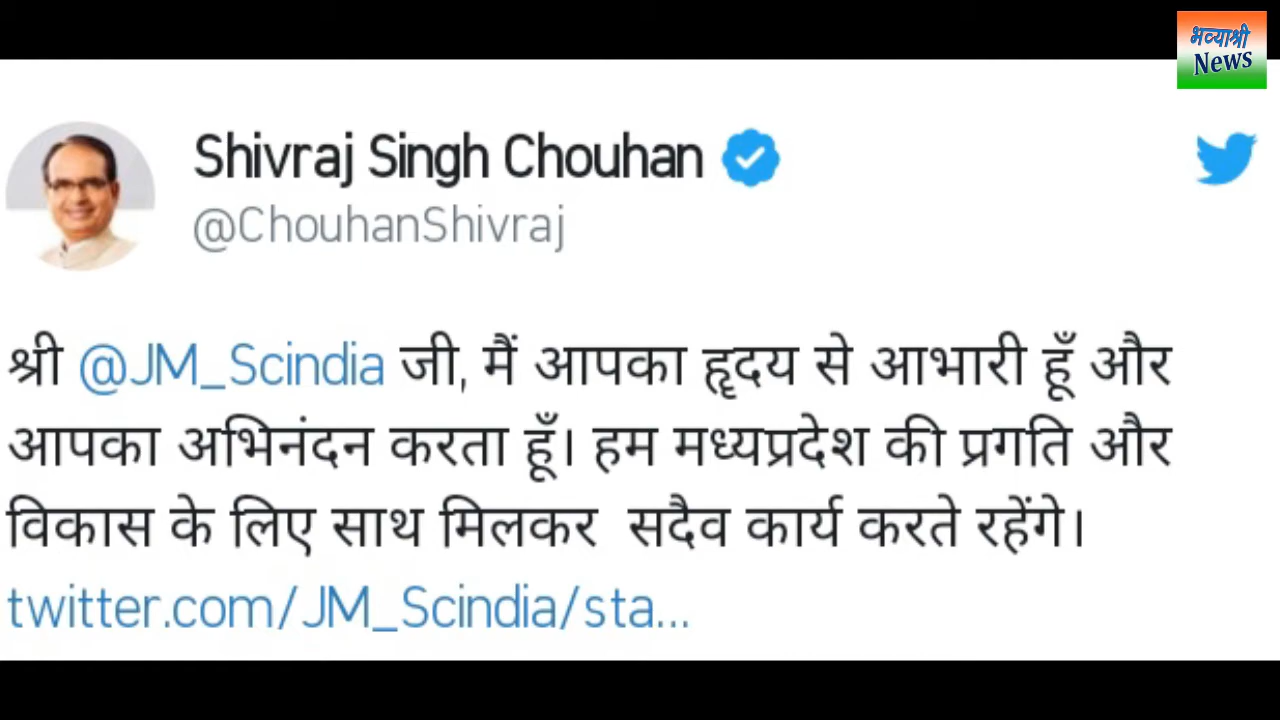 भव्याश्री
News
Shivraj Singh Chouhan
@ChouhanShivraj
श्री @JM_Scindia जी, मैं आपका हृदय से आभारी हूँ और
आपका अभिनंदन करता हूँ। हम मध्यप्रदेश की प्रगति और
विकास के लिए साथ मिलकर  सदैव कार्य करते रहेंगे।
twitter.com/JM_Scindia/sta...